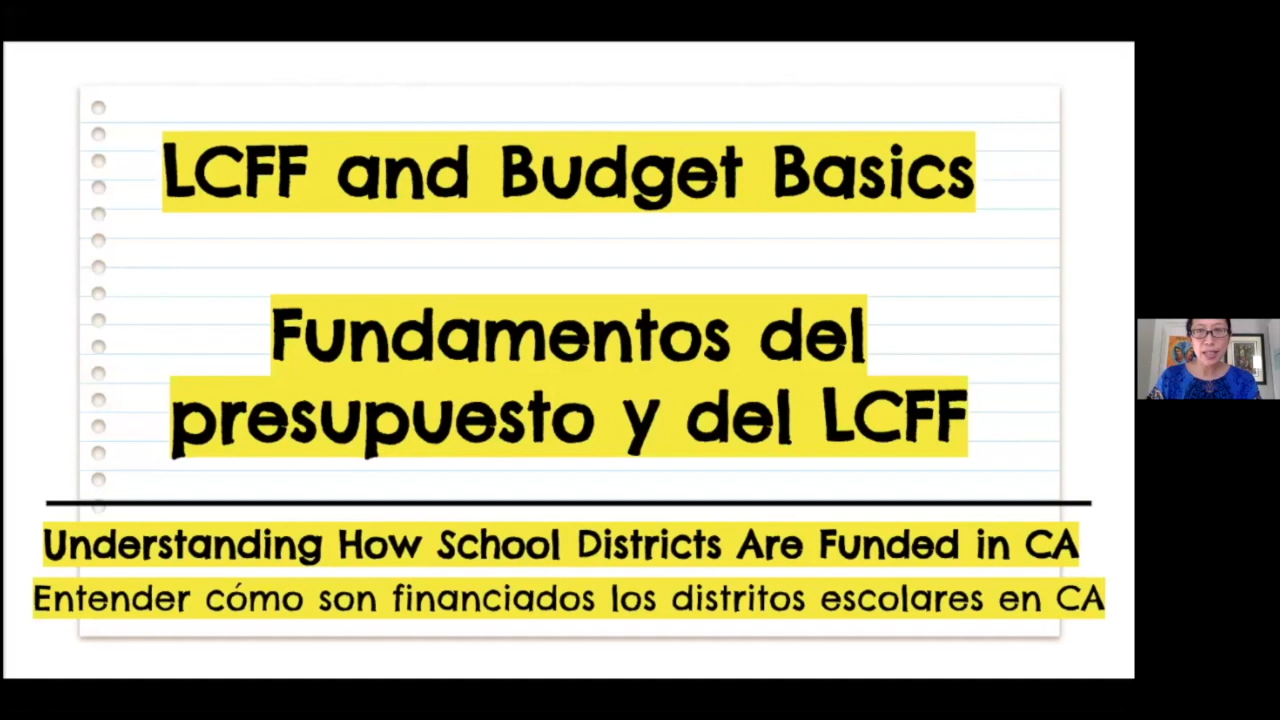 LCFF and Budget Basics
Fundamentos del
presupuesto y del LCFF
Understanding How School Districts Are Funded in CA
Entender cómo son financiados los distritos escolares en CA